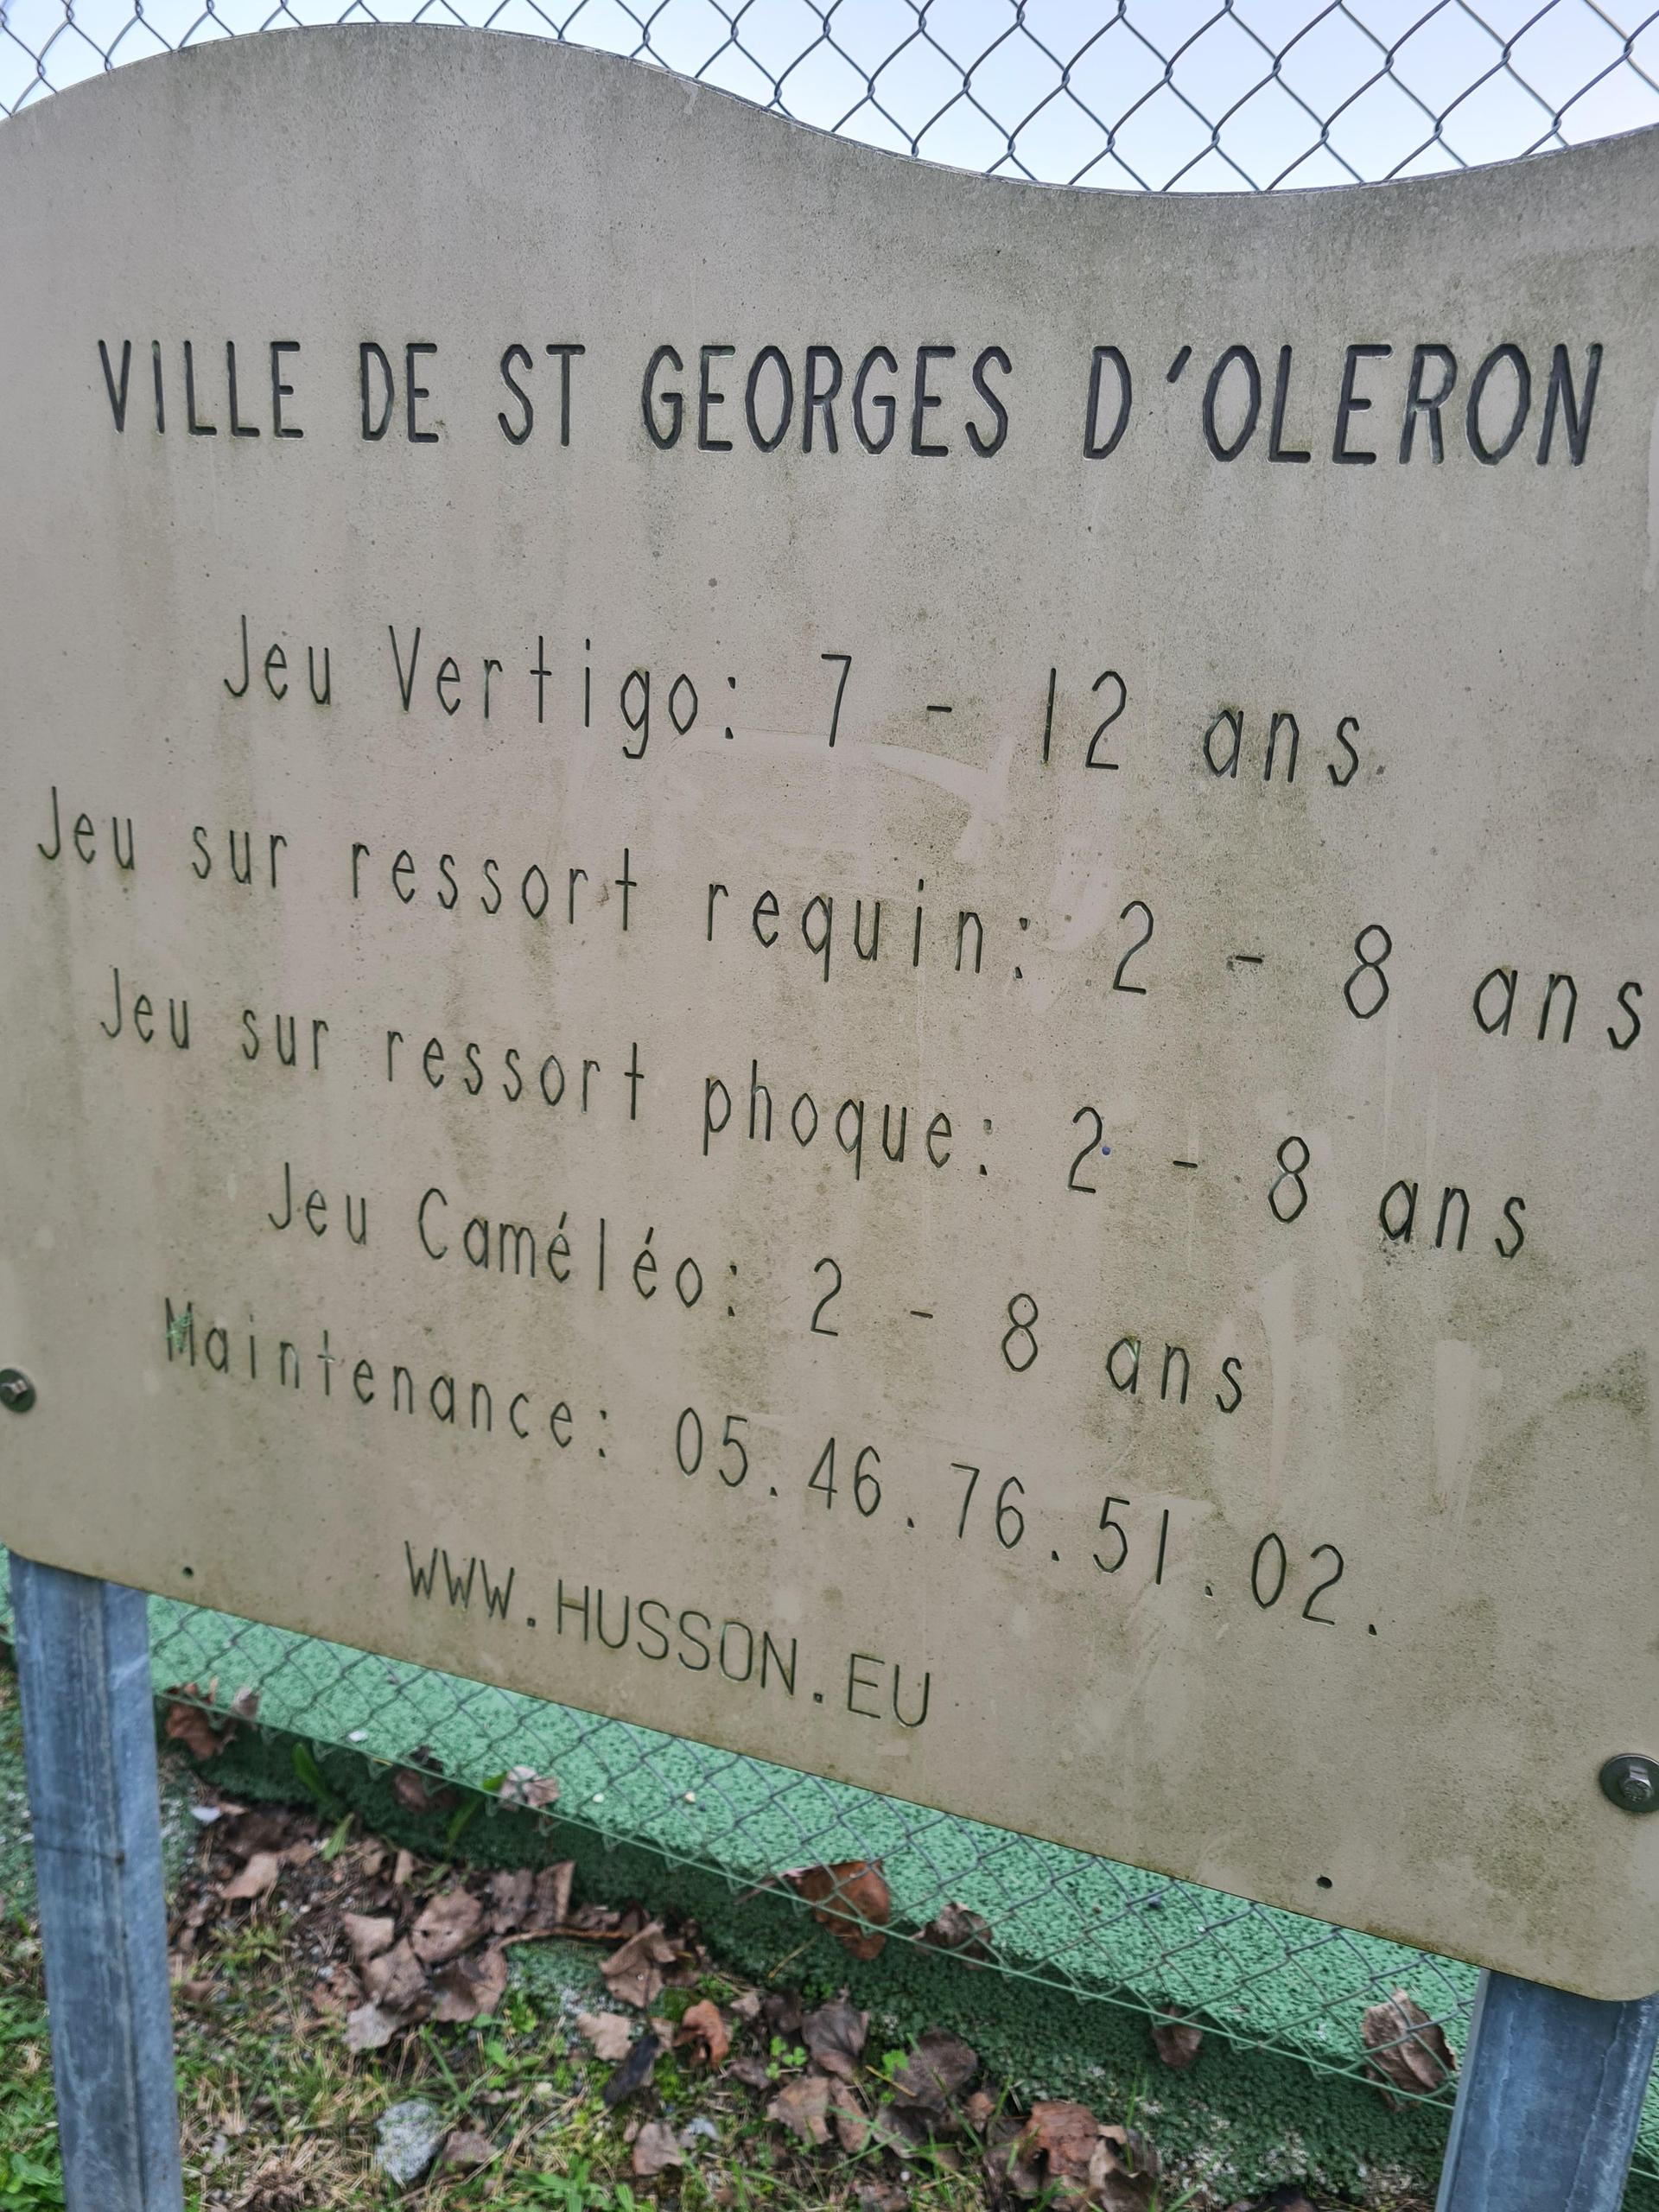 VILLE DE ST GEORGES D'OLERON
Jeu Vertigo: 7 - 12 ans
Jeu sur ressort requin: 2 - 8 ans
Jeu sur ressort phoque: 2 - 8 ans
Jeu Caméléo: 2 - 8 ans
Maintenance: 05.46.76.51.02.
WWW.HUSSON.EU